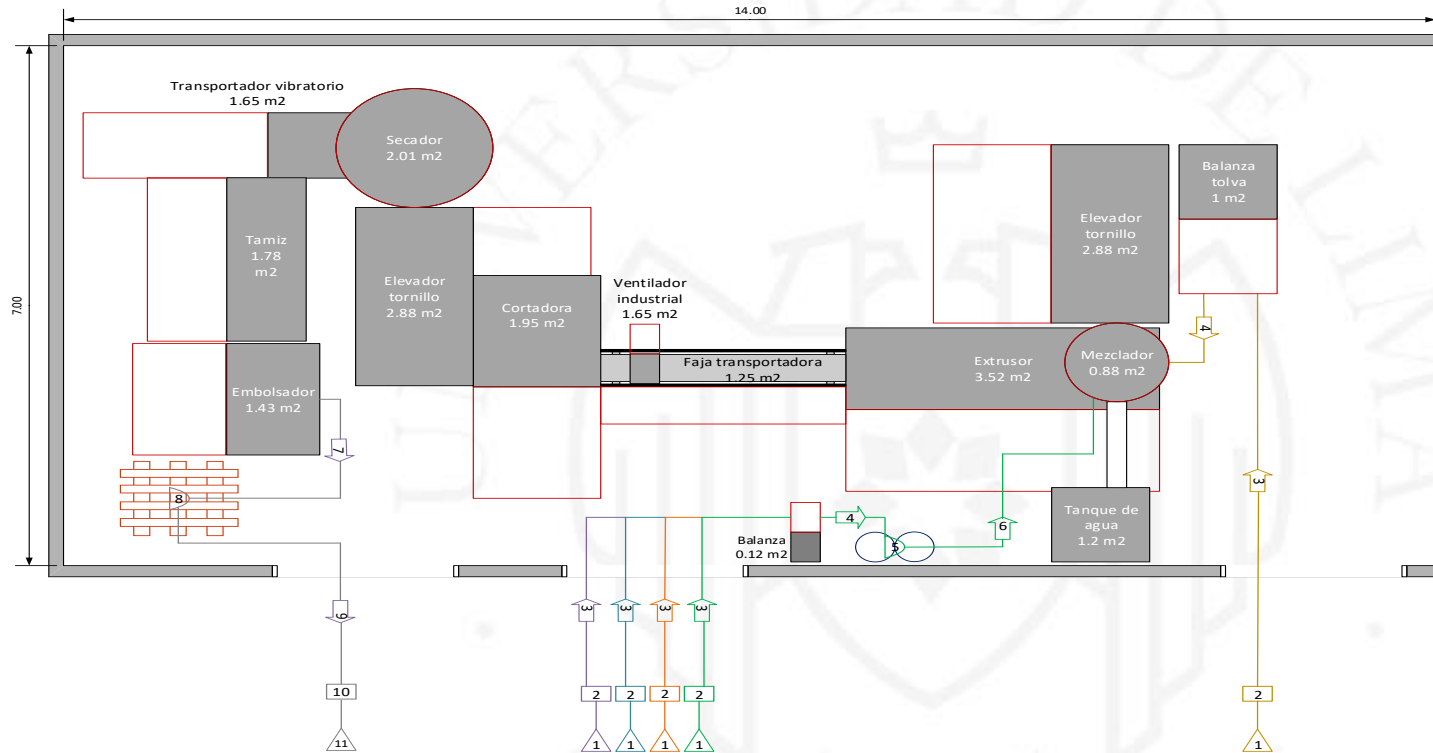 14.00
7.00
Transportador vibratorio
1.65 m2
Secador
2.01 m2
Tamiz
1.78
m2
Elevador
tornillo
2.88 m2
Cortadora
1.95 m2
Ventilador
industrial
1.65 m2
Faja transportadora
1.25 m2
Elevador
tornillo
2.88 m2
Balanza
tolva
1 m2
Extrusor
3.52 m2
Mezclador
0.88 m2
Embolsador
1.43 m2
Tanque de
agua
1.2 m2
Balanza
0.12 m2
4
7
8
3
4
5
6
9
3
3
3
3
10
2
2
2
2
2
11
1
1
1
1
1
UNIVERSIDAD DE LIMA